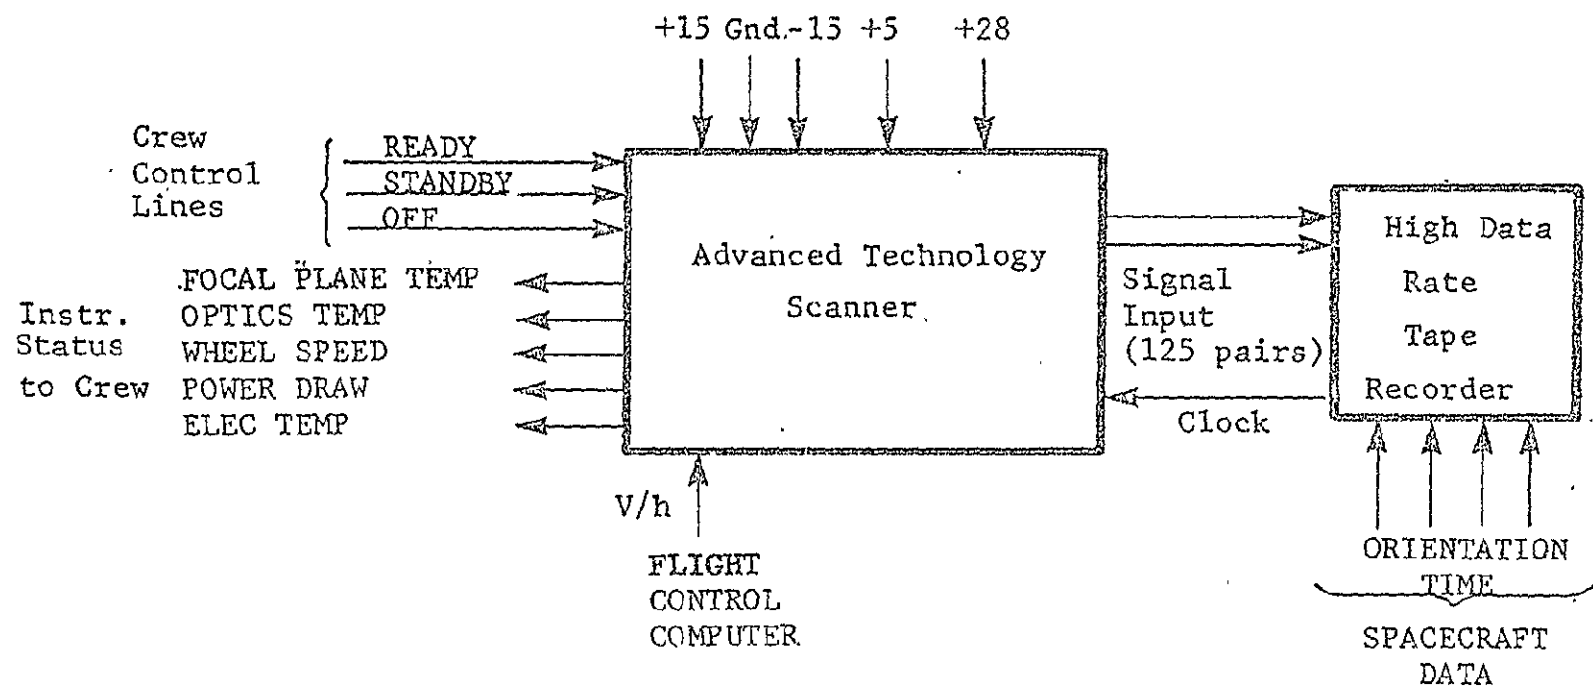 +15 Gnd.-15 +5 +28
Crew
Control
Lines
READY
STANDBY
OFF
FOCAL PLANE TEMP
OPTICS TEMP
WHEEL SPEED
POWER DRAW
ELEC TEMP
Instr.
Status
to Crew
Advanced Technology
Scanner
Signal
Input
(125 pairs)
Clock
High Data
Rate
Tape
Recorder
V/h
FLIGHT
CONTROL
COMPUTER
ORIENTATION
TIME
SPACECRAFT
DATA